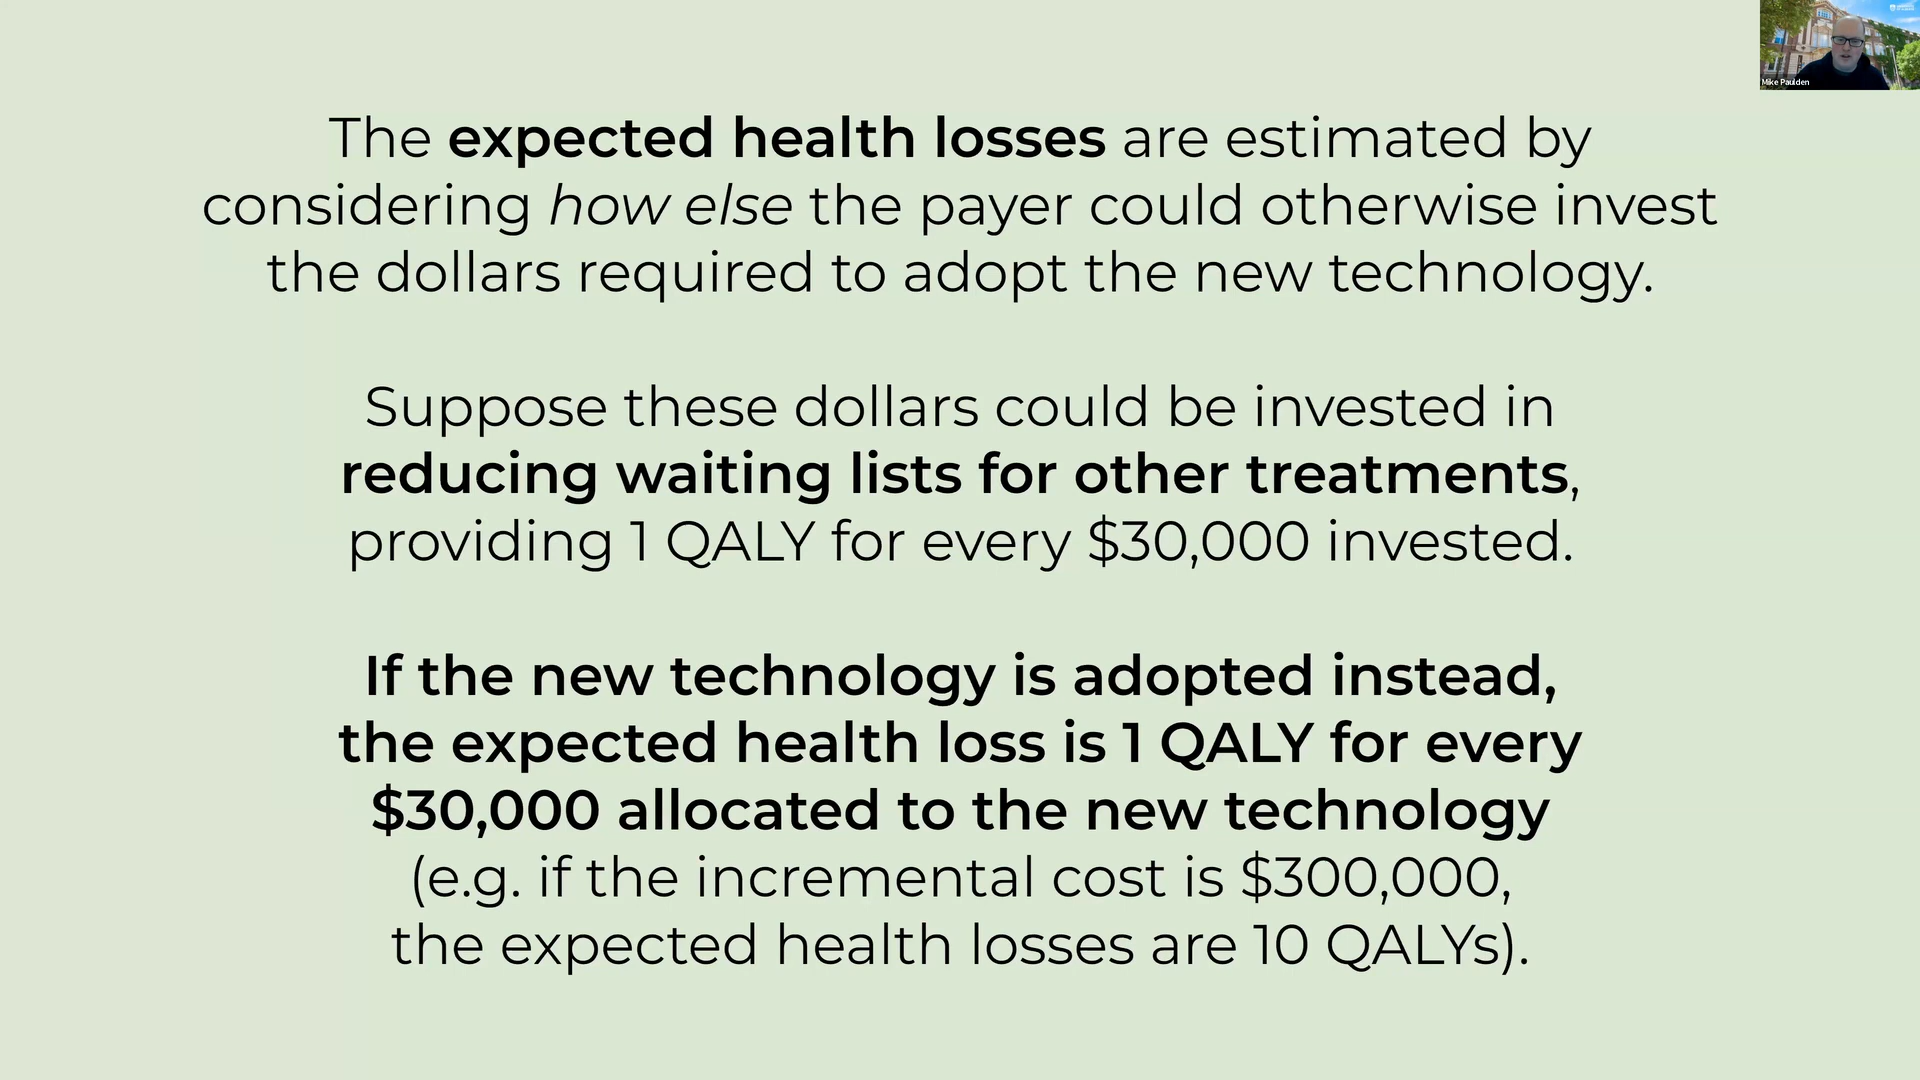 Mike Paulden
The expected health losses are estimated by
considering how else the payer could otherwise invest
the dollars required to adopt the new technology.
Suppose these dollars could be invested in
reducing waiting lists for other treatments,
providing 1 QALY for every $30,000 invested.
If the new technology is adopted instead,
the expected health loss is 1 QALY for every
$30,000 allocated to the new technology
(e.g. if the incremental cost is $300,000,
the expected health losses are 10 QALYs).